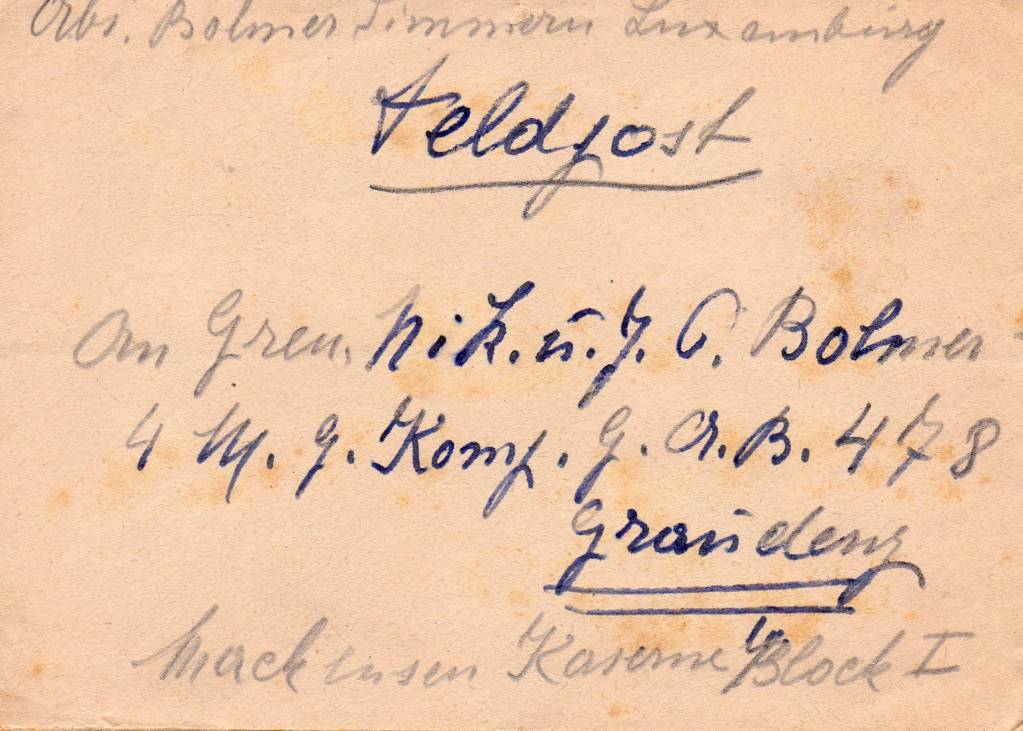 Abs. Bolmer Simmern Luxemburg
Feldpost
An Gren. Nik. u. J. P. Bolmer
4 M. G. Komp. G. A. B. 478
Graudenz
Mackensen Kaserne Block I